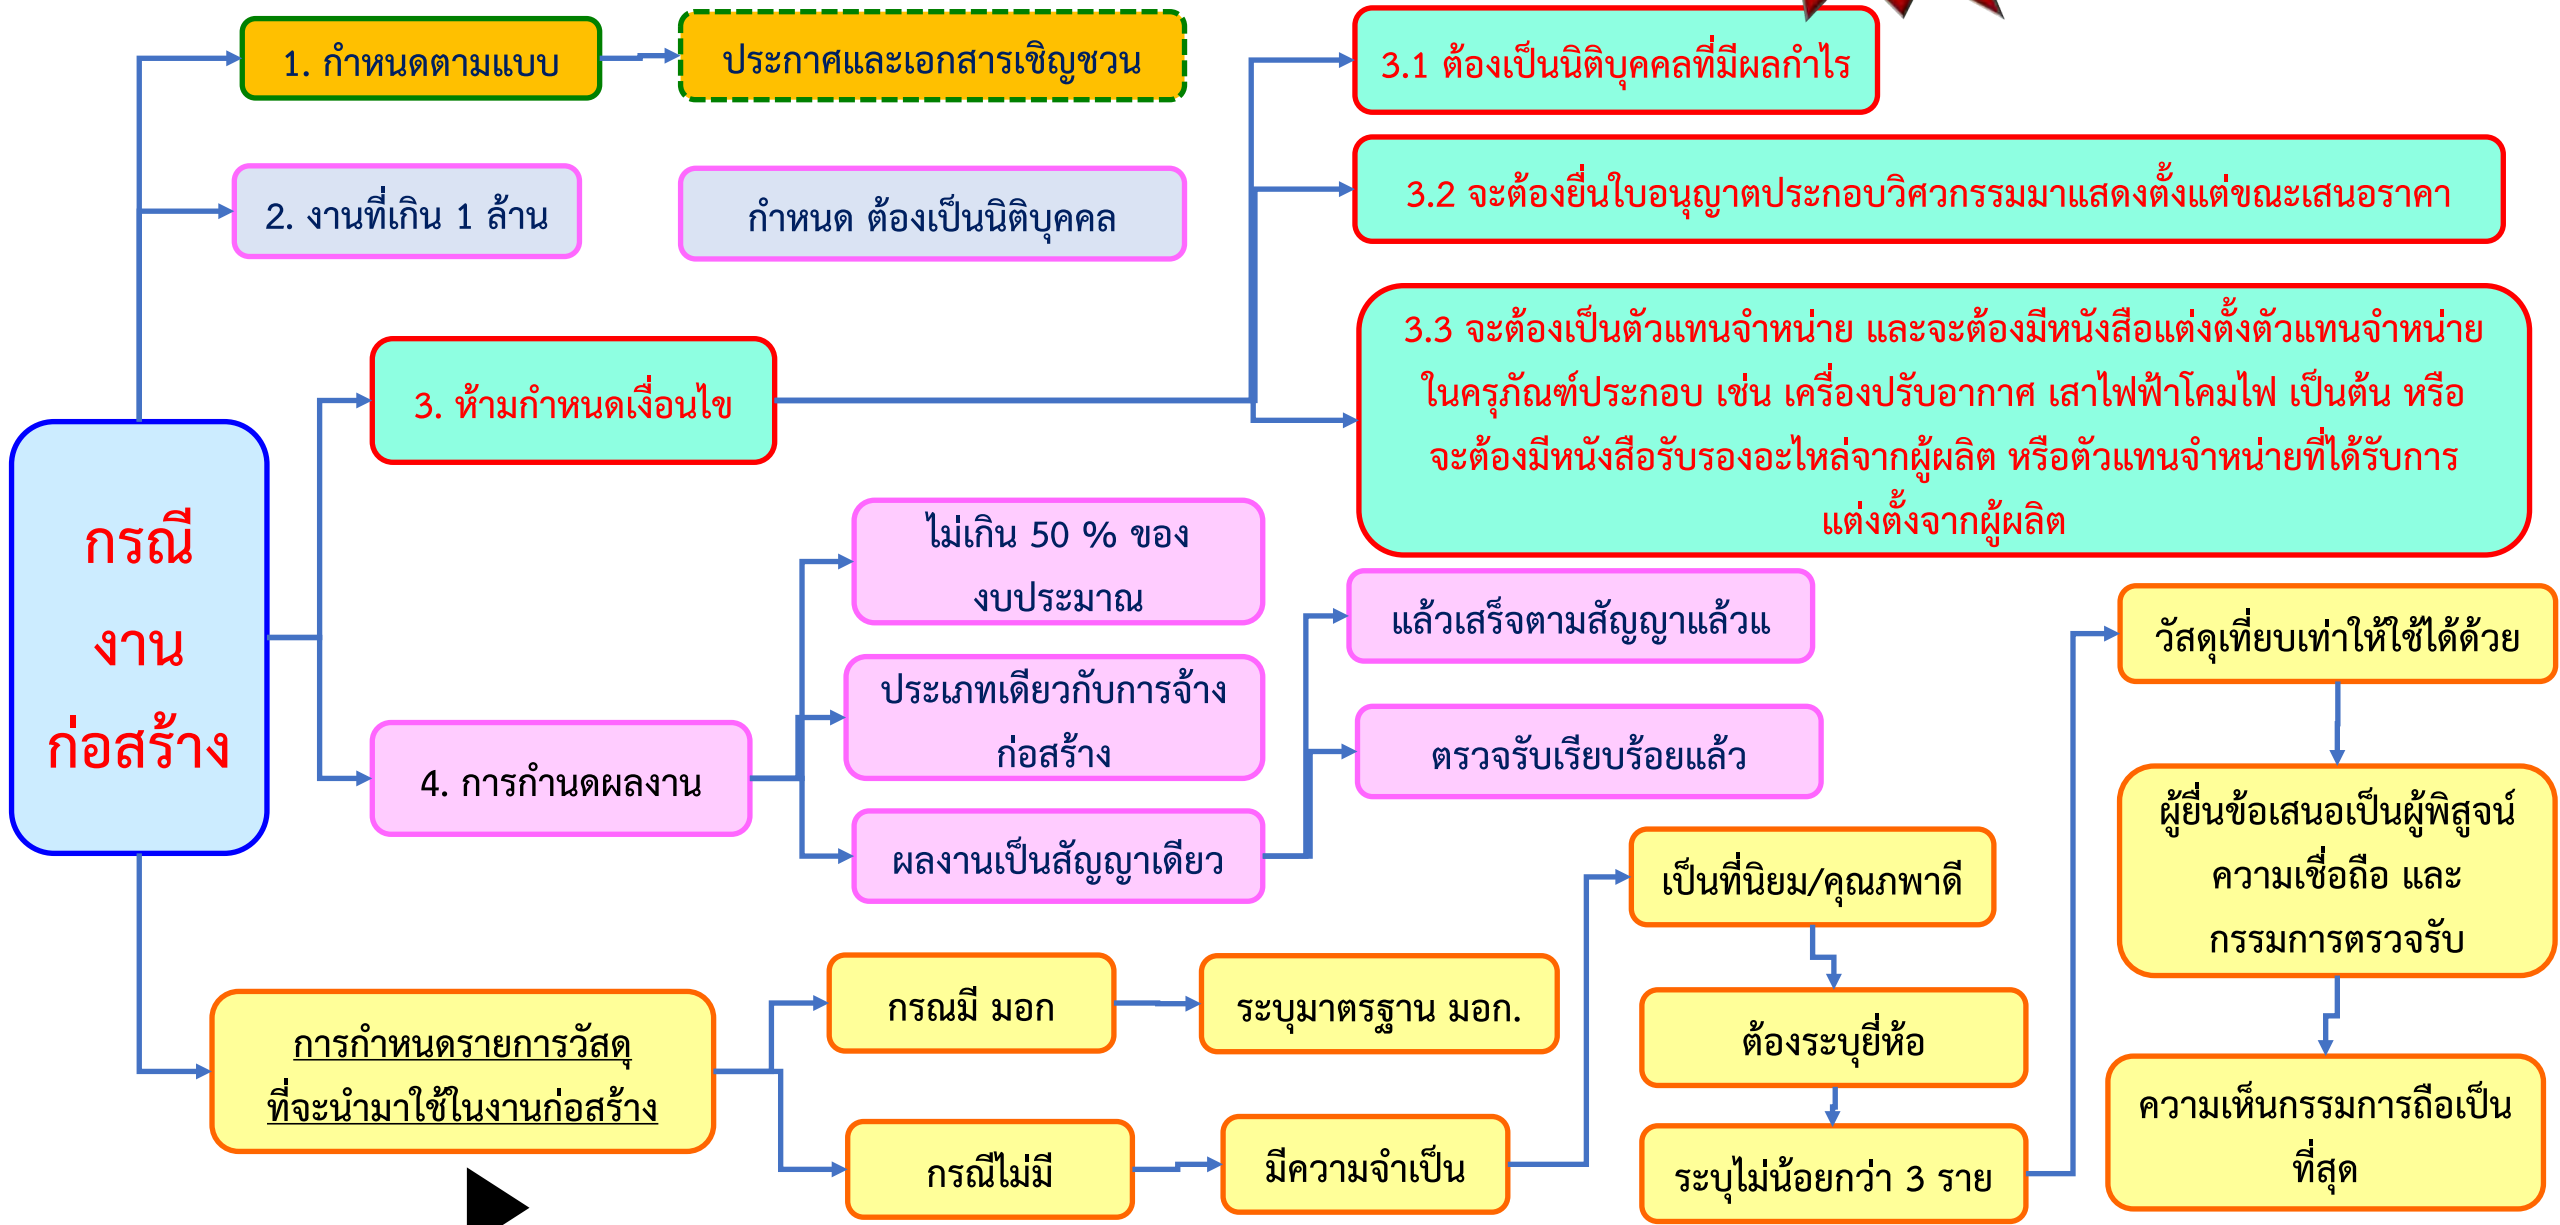 1. กำหนดตามแบบ
ประกาศและเอกสารเชิญชวน
2. งานที่เกิน 1 ล้าน
กำหนด ต้องเป็นนิติบุคคล
3. ห้ามกำหนดเงื่อนไข
3.1 ต้องเป็นนิติบุคคลที่มีผลกำไร
3.2 จะต้องยื่นใบอนุญาตประกอบวิศวกรรมมาแสดงตั้งแต่ขณะเสนอราคา
3.3 จะต้องเป็นตัวแทนจำหน่าย และจะต้องมีหนังสือแต่งตั้งตัวแทนจำหน่าย
ในครุภัณฑ์ประกอบ เช่น เครื่องปรับอากาศ เสาไฟฟ้าโคมไฟ เป็นต้น หรือ
จะต้องมีหนังสือรับรองอะไหล่จากผู้ผลิต หรือตัวแทนจำหน่ายที่ได้รับการ
แต่งตั้งจากผู้ผลิต
กรณี
งาน
ก่อสร้าง
4. การกำนดผลงาน
ไม่เกิน 50 % ของ
งบประมาณ
ประเภทเดียวกับการจ้าง
ก่อสร้าง
ผลงานเป็นสัญญาเดียว
แล้วเสร็จตามสัญญาแล้วแ
ตรวจรับเรียบร้อยแล้ว
การกำหนดรายการวัสดุ
ที่จะนำมาใช้ในงานก่อสร้าง
กรณมี มอก
ระบุมาตรฐาน มอก.
กรณีไม่มี
มีความจำเป็น
เป็นที่นิยม/คุณภพาดี
ต้องระบุยี่ห้อ
ระบุไม่น้อยกว่า 3 ราย
วัสดุเที่ยบเท่าให้ใช้ได้ด้วย
ผู้ยื่นข้อเสนอเป็นผู้พิสูจน์
ความเชื่อถือ และ
กรรมการตรวจรับ
ความเห็นกรรมการถือเป็น
ที่สุด